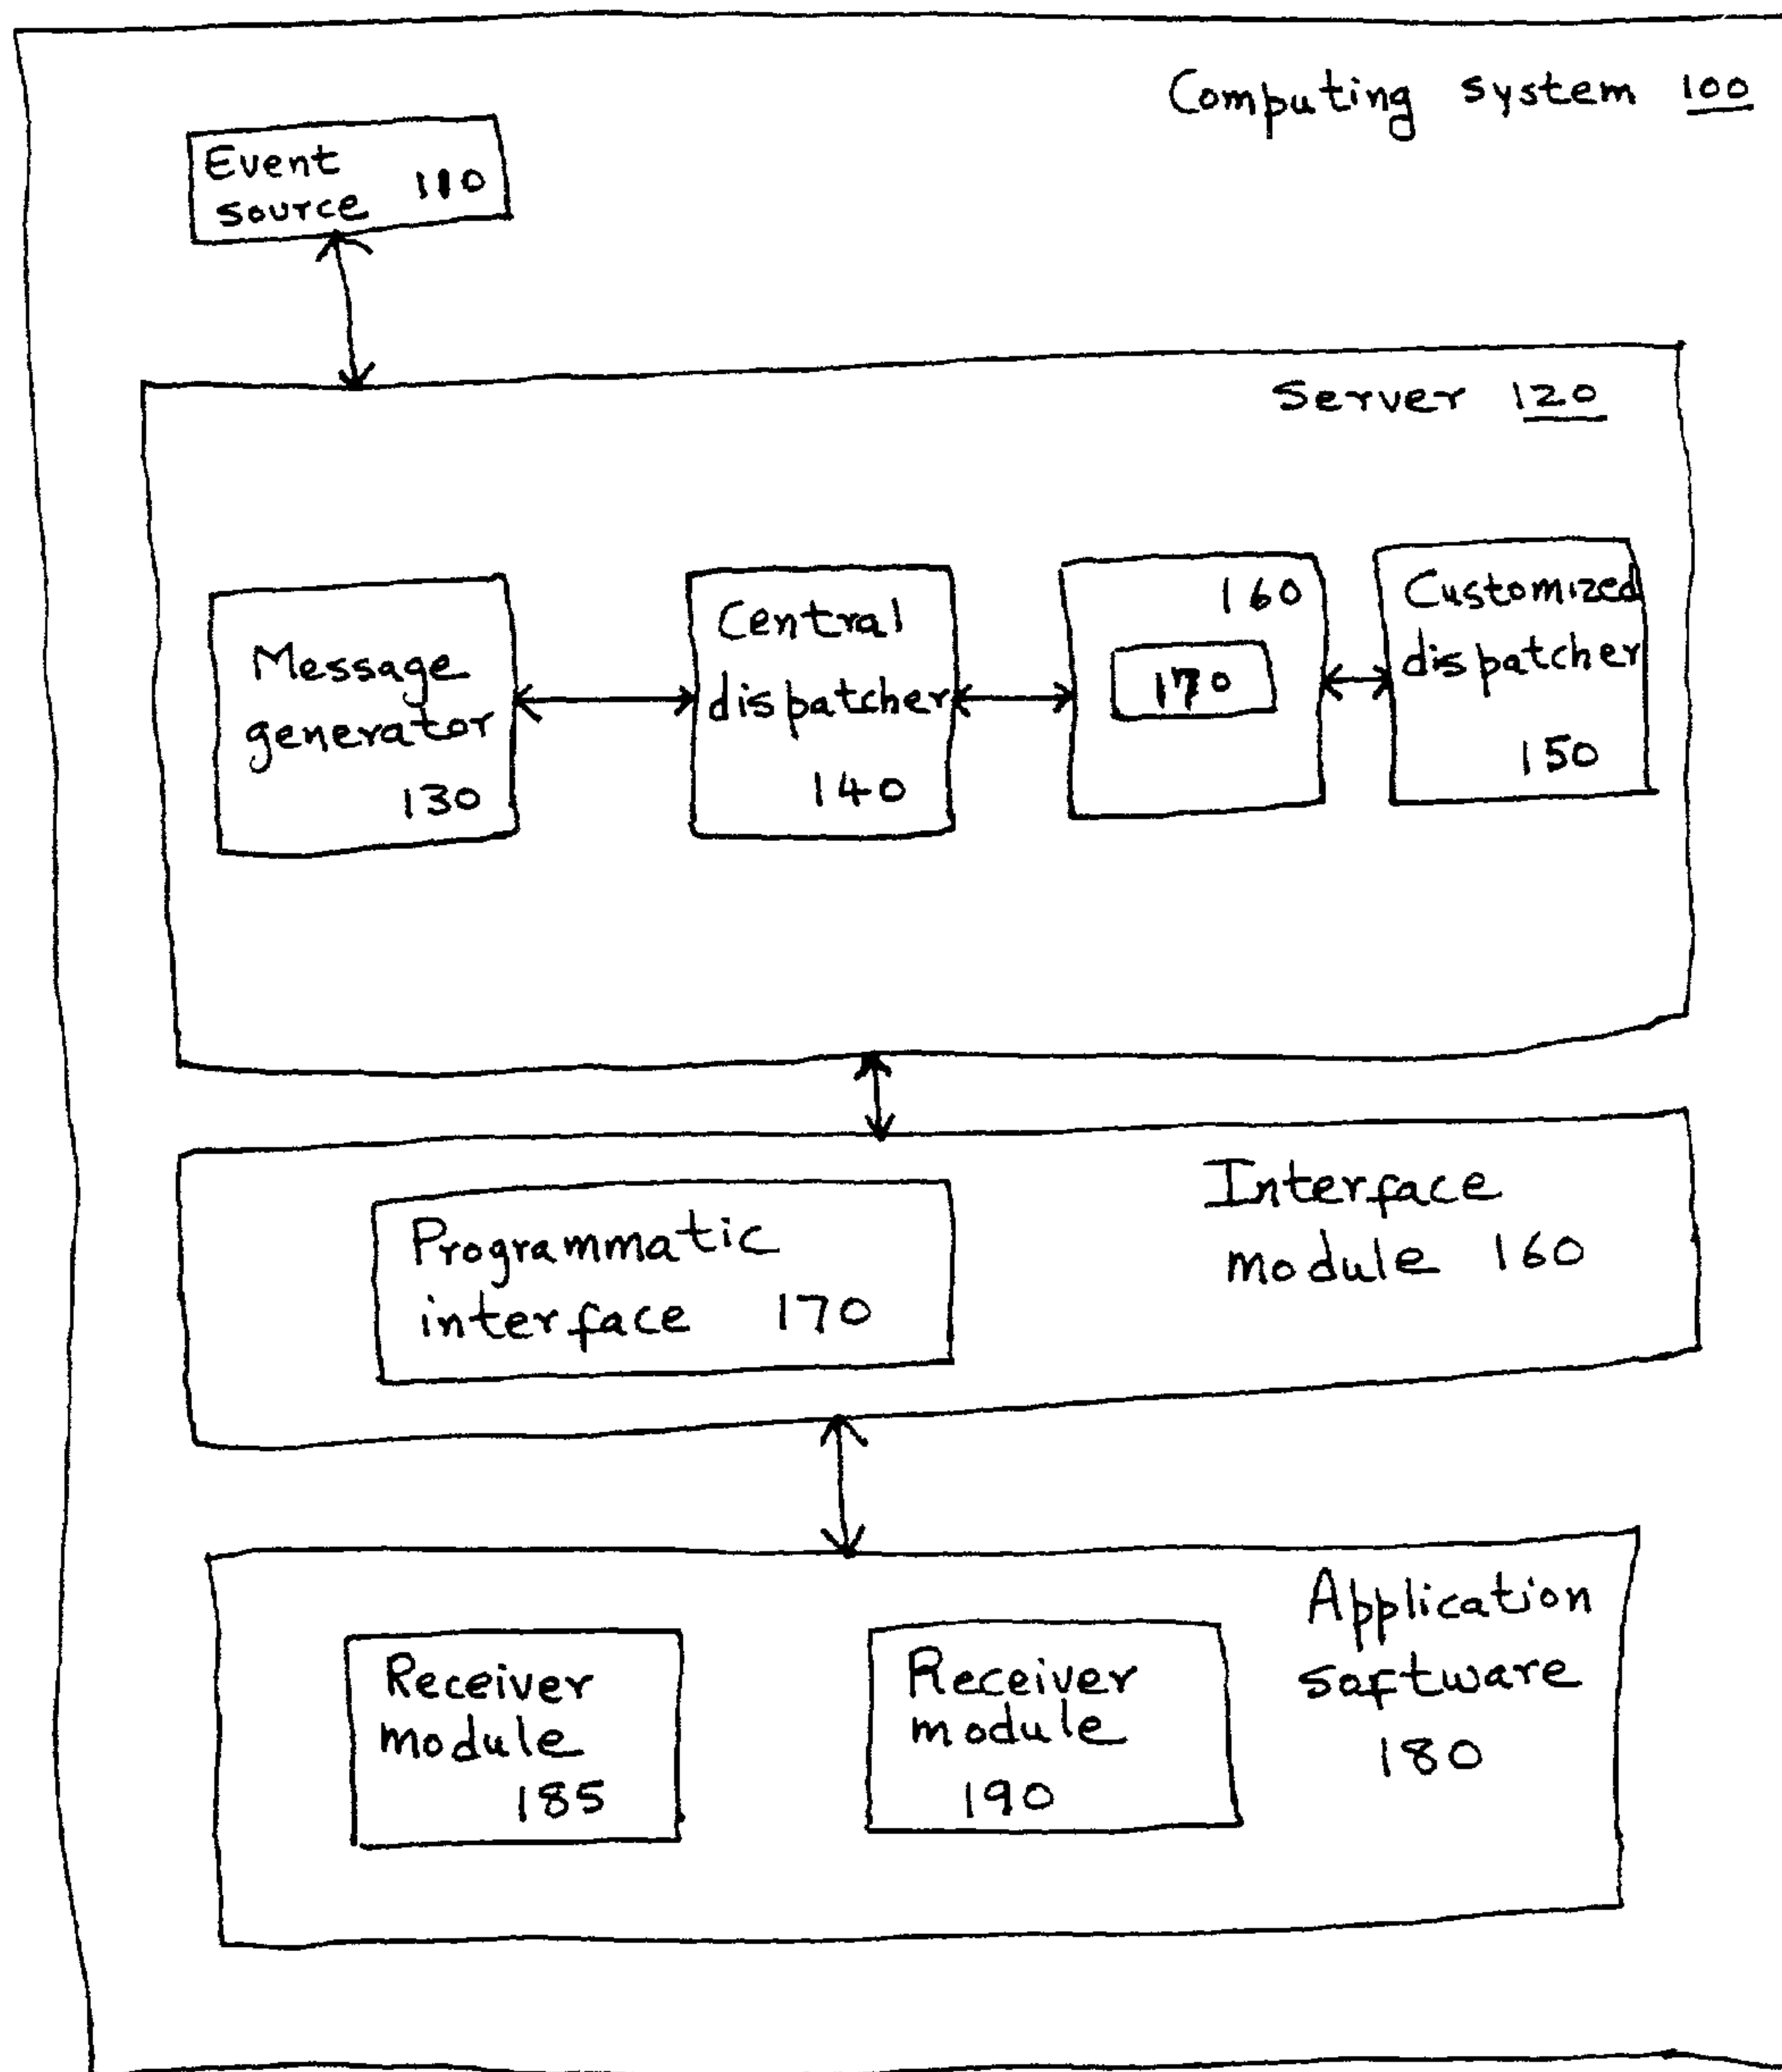 Computing system 100
Event
source 110
Server 120
Message
generator
130
Central
dispatcher
140
160
170
Customized
dispatcher
150
Interface
module 160
Programmatic
interface 170
Application
software
180
Receiver
module
185
Receiver
module
190